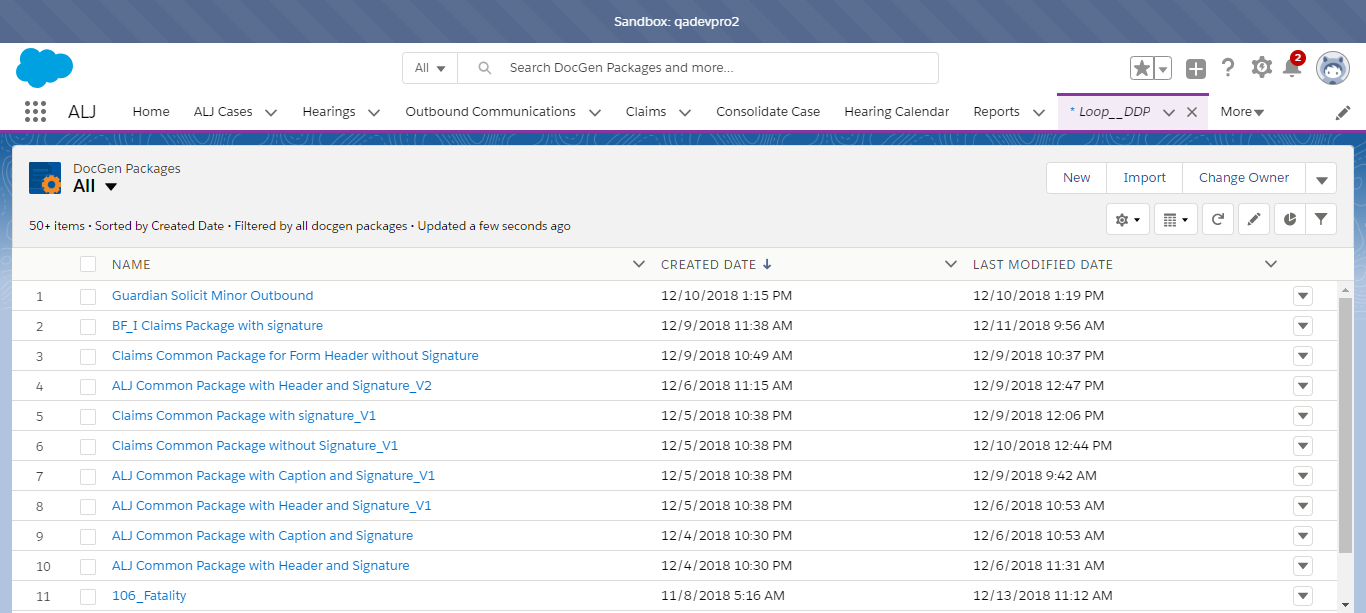 Sandbox: qadevpro2
All Search DocGen Packages and more... 2
ALJ Home ALJ Cases Hearings Outbound Communications Claims Consolidate Case Hearing Calendar Reports * Loop__DDP More
DocGen Packages
All
New Import Change Owner
50+ items • Sorted by Created Date • Filtered by all docgen packages • Updated a few seconds ago
NAME CREATED DATE LAST MODIFIED DATE
1 Guardian Solicit Minor Outbound 12/10/2018 1:15 PM 12/10/2018 1:19 PM
2 BF_I Claims Package with signature 12/9/2018 11:38 AM 12/11/2018 9:56 AM
3 Claims Common Package for Form Header without Signature 12/9/2018 10:49 AM 12/9/2018 10:37 PM
4 ALJ Common Package with Header and Signature_V2 12/6/2018 11:15 AM 12/9/2018 12:47 PM
5 Claims Common Package with signature_V1 12/5/2018 10:38 PM 12/9/2018 12:06 PM
6 Claims Common Package without Signature_V1 12/5/2018 10:38 PM 12/10/2018 12:44 PM
7 ALJ Common Package with Caption and Signature_V1 12/5/2018 10:38 PM 12/9/2018 9:42 AM
8 ALJ Common Package with Header and Signature_V1 12/5/2018 10:38 PM 12/6/2018 10:53 AM
9 ALJ Common Package with Caption and Signature 12/4/2018 10:30 PM 12/6/2018 10:53 AM
10 ALJ Common Package with Header and Signature 12/4/2018 10:30 PM 12/6/2018 11:31 AM
11 106_Fatality 11/8/2018 5:16 AM 12/13/2018 11:12 AM